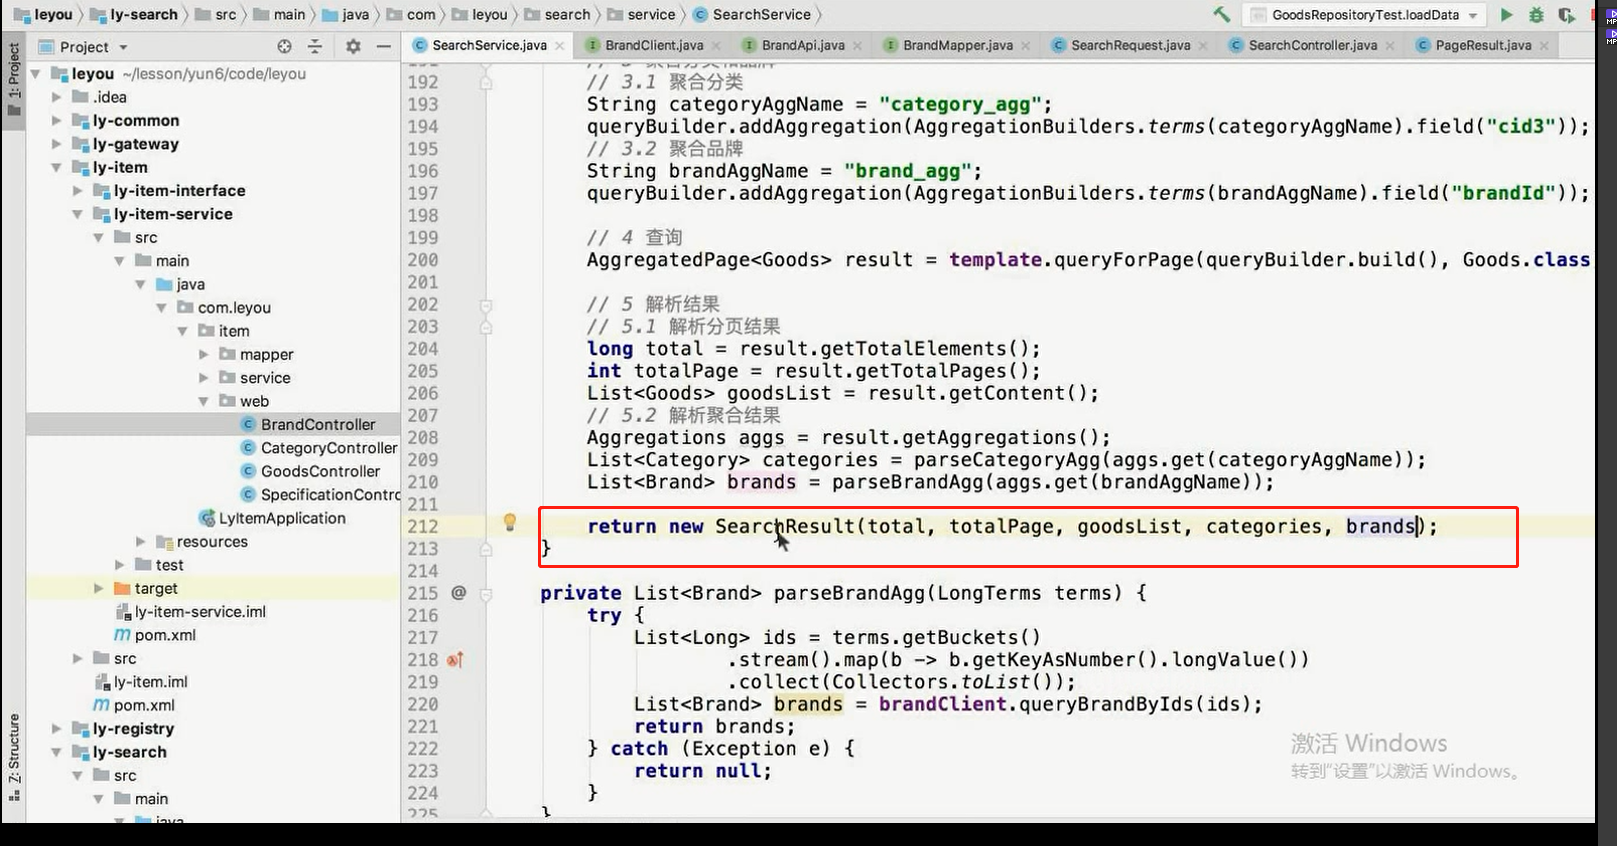 leyou ly-search src main java com leyou search service SearchService GoodsRepositoryTest.loadData
Project SearchService.java BrandClient.java BrandApi.java BrandMapper.java SearchRequest.java SearchController.java PageResult.java
1: Project
7: Structure
leyou ~/lesson/yun6/code/leyou
.idea
ly-common
ly-gateway
ly-item
ly-item-interface
ly-item-service
src
main
java
com.leyou
item
mapper
service
web
BrandController
CategoryController
GoodsController
SpecificationContro
LyItemApplication
resources
test
target
ly-item-service.iml
pom.xml
src
ly-item.iml
pom.xml
ly-registry
ly-search
src
main
java
192 // 3.1 聚合分类
193 String categoryAggName = "category_agg";
194 queryBuilder.addAggregation(AggregationBuilders.terms(categoryAggName).field("cid3"));
195 // 3.2 聚合品牌
196 String brandAggName = "brand_agg";
197 queryBuilder.addAggregation(AggregationBuilders.terms(brandAggName).field("brandId"));
198
199 // 4 查询
200 AggregatedPage<Goods> result = template.queryForPage(queryBuilder.build(), Goods.class
201
202 // 5 解析结果
203 // 5.1 解析分页结果
204 long total = result.getTotalElements();
205 int totalPage = result.getTotalPages();
206 List<Goods> goodsList = result.getContent();
207 // 5.2 解析聚合结果
208 Aggregations aggs = result.getAggregations();
209 List<Category> categories = parseCategoryAgg(aggs.get(categoryAggName));
210 List<Brand> brands = parseBrandAgg(aggs.get(brandAggName));
211
212 return new SearchResult(total, totalPage, goodsList, categories, brands);
213 }
214
215 @ private List<Brand> parseBrandAgg(LongTerms terms) {
216 try {
217 List<Long> ids = terms.getBuckets()
218 .stream().map(b -> b.getKeyAsNumber().longValue())
219 .collect(Collectors.toList());
220 List<Brand> brands = brandClient.queryBrandByIds(ids);
221 return brands;
222 } catch (Exception e) {
223 return null;
224 }
225 }
激活 Windows
转到“设置”以激活 Windows。